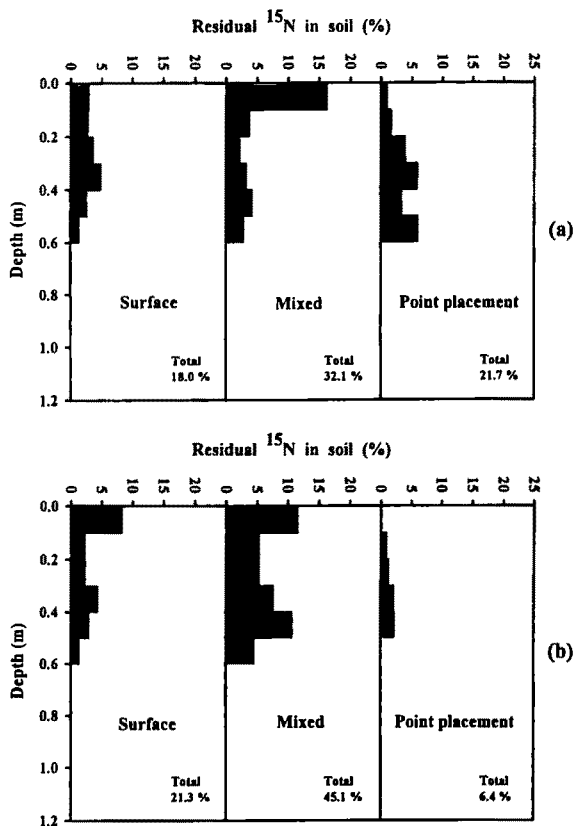 Residual 15N in soil (%)
0 5 10 15 20 0 5 10 15 20 0 5 10 15 20 25
0.0
0.2
0.4
0.6
0.8
1.0
1.2
Depth (m)
Surface Mixed Point placement
(a)
Total Total Total
18.0 % 32.1 % 21.7 %
Residual 15N in soil (%)
0 5 10 15 20 0 5 10 15 20 0 5 10 15 20 25
0.0
0.2
0.4
0.6
0.8
1.0
1.2
Depth (m)
Surface Mixed Point placement
(b)
Total Total Total
21.3 % 45.1 % 6.4 %